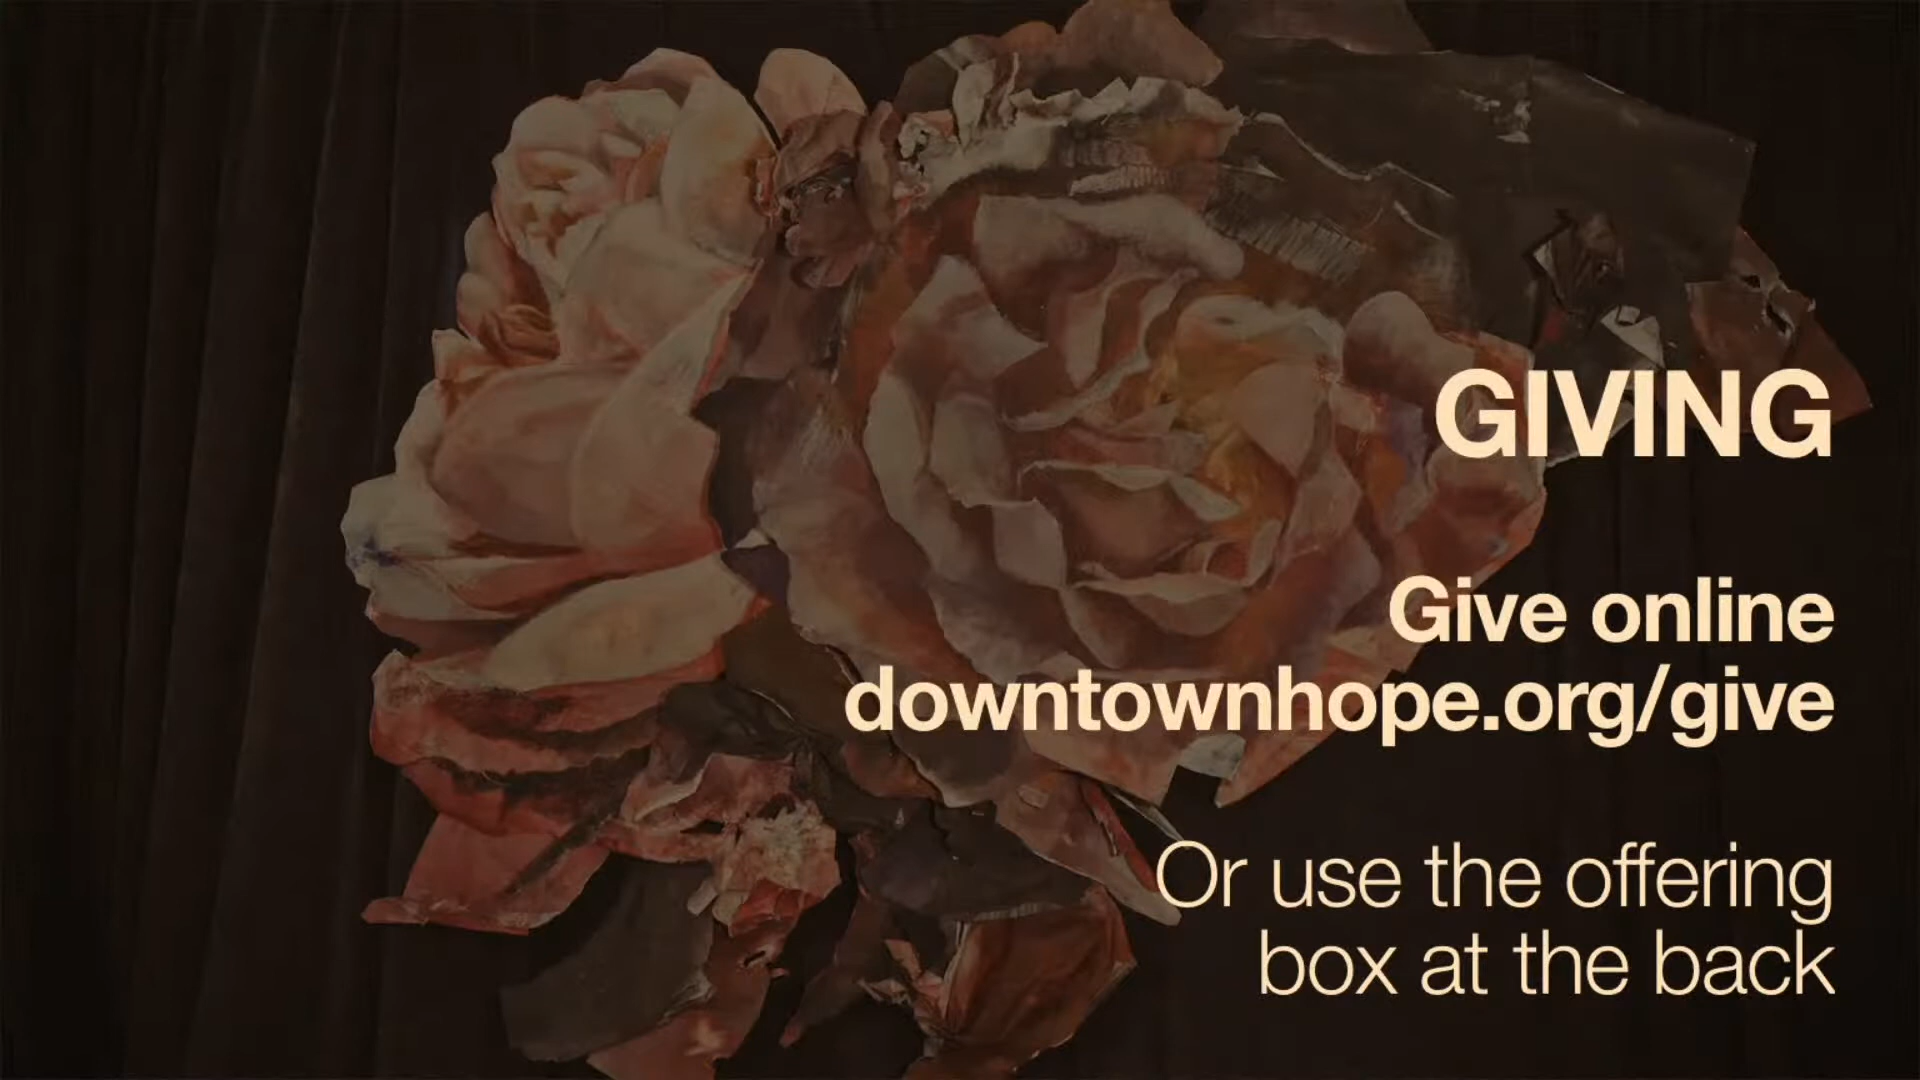 GIVING
Give online
downtownhope.org/give
Or use the offering
box at the back